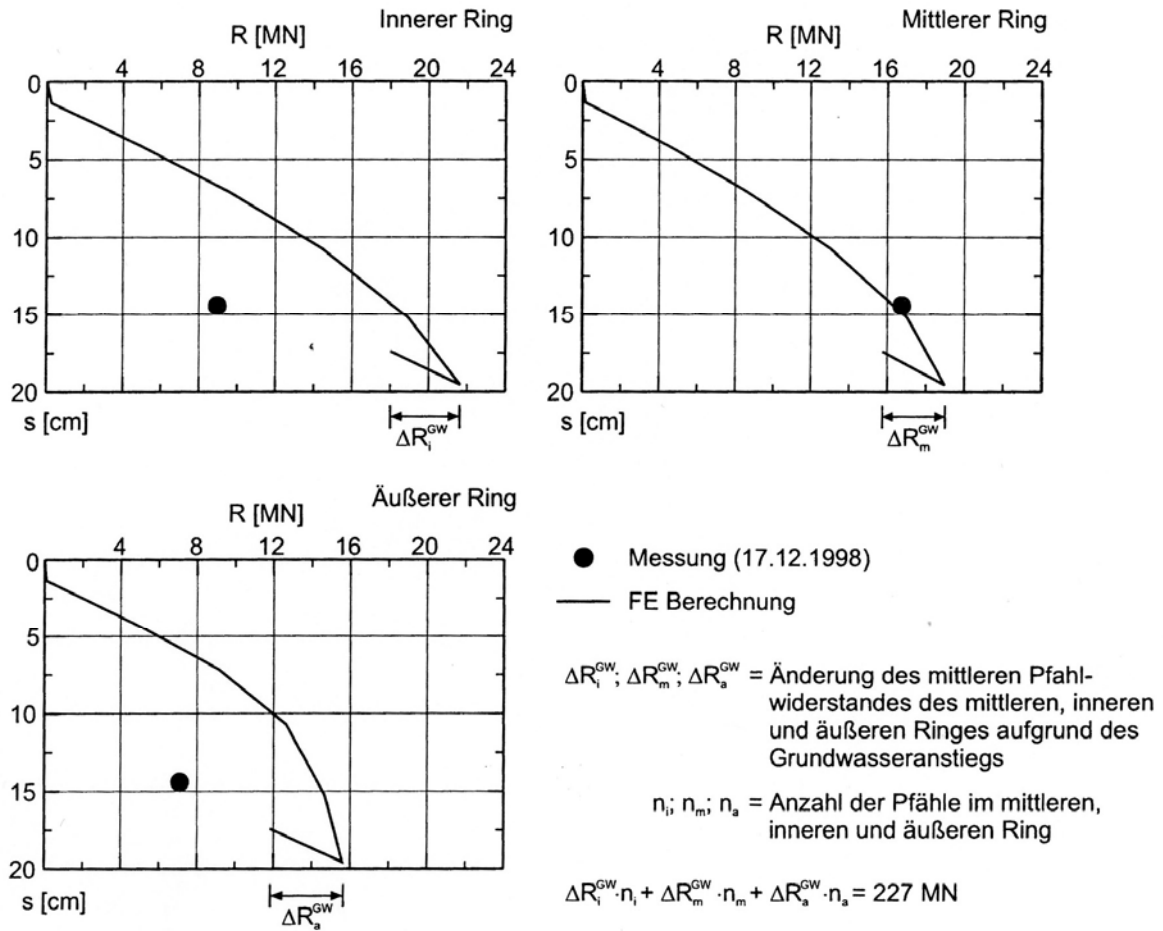 Innerer Ring
R [MN]
4 8 12 16 20 24
0
5
10
15
20
s [cm]
ΔR_i^GW
Mittlerer Ring
R [MN]
4 8 12 16 20 24
0
5
10
15
20
s [cm]
ΔR_m^GW
Äußerer Ring
R [MN]
4 8 12 16 20 24
0
5
10
15
20
s [cm]
ΔR_a^GW
Messung (17.12.1998)
FE Berechnung
ΔR_i^GW; ΔR_m^GW; ΔR_a^GW = Änderung des mittleren Pfahl-
widerstandes des mittleren, inneren
und äußeren Ringes aufgrund des
Grundwasseranstiegs
n_i; n_m; n_a = Anzahl der Pfähle im mittleren,
inneren und äußeren Ring
ΔR_i^GW·n_i + ΔR_m^GW·n_m + ΔR_a^GW·n_a = 227 MN